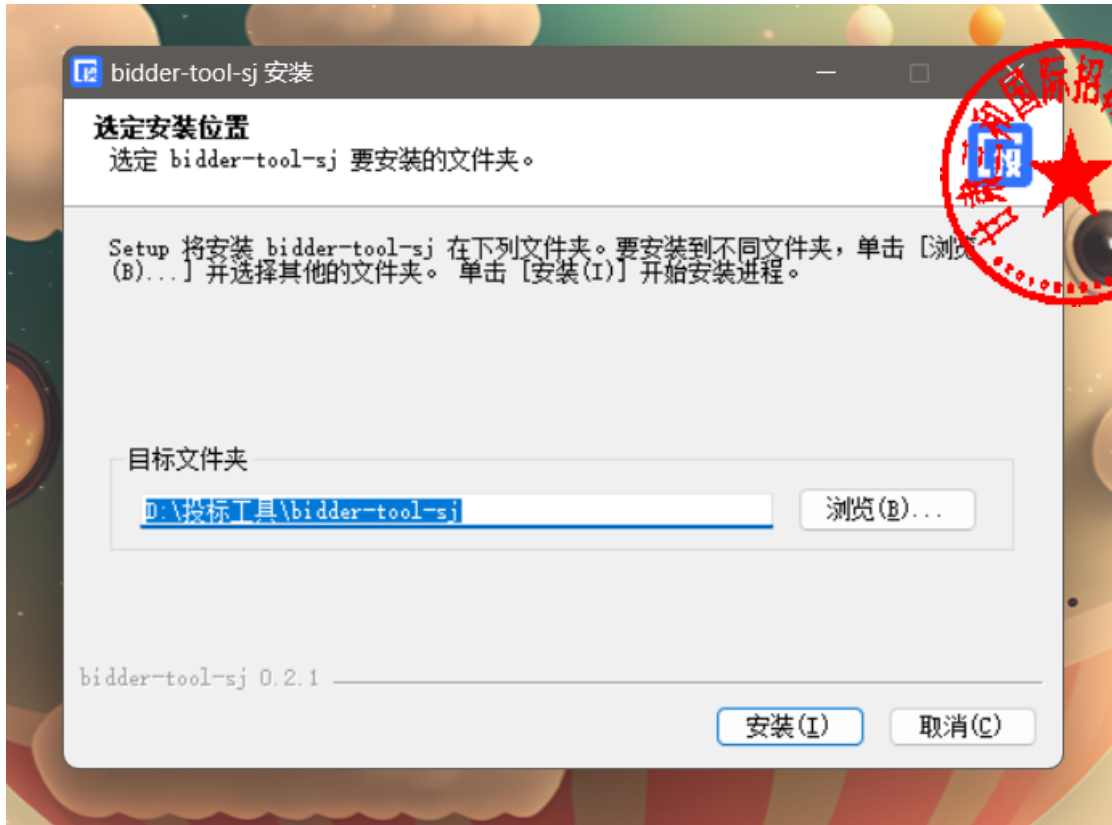 bidder-tool-sj 安装
选定安装位置
选定 bidder-tool-sj 要安装的文件夹。
Setup 将安装 bidder-tool-sj 在下列文件夹。要安装到不同文件夹，单击 [浏览
(B)...] 并选择其他的文件夹。 单击 [安装(I)] 开始安装进程。
目标文件夹
D:\投标工具\bidder-tool-sj
浏览(B)...
bidder-tool-sj 0.2.1
安装(I)
取消(C)
国际招